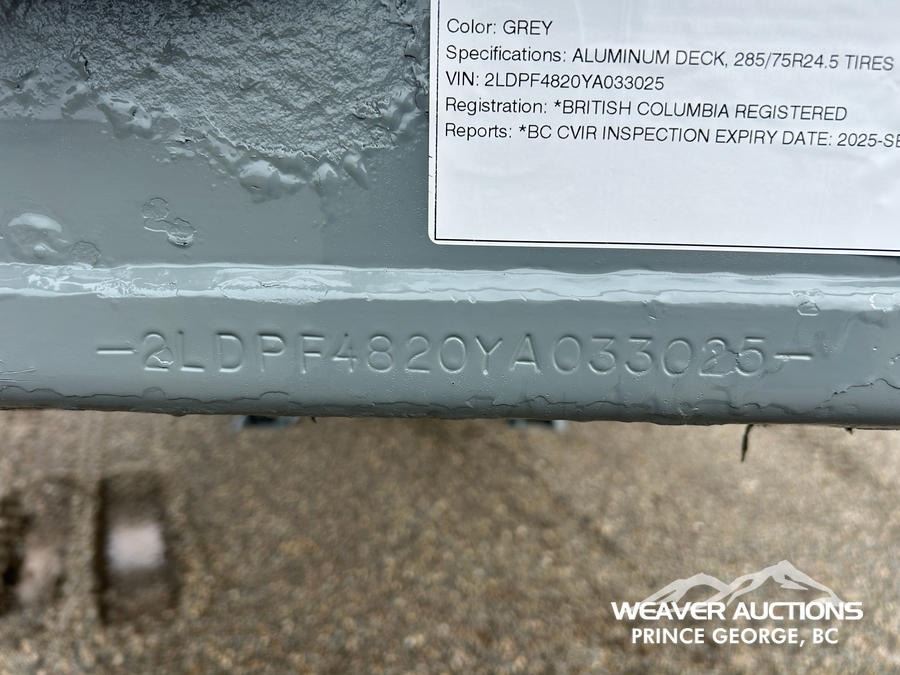 Color: GREY
Specifications: ALUMINUM DECK, 285/75R24.5 TIRES
VIN: 2LDPF4820YA033025
Registration: *BRITISH COLUMBIA REGISTERED
Reports: *BC CVIR INSPECTION EXPIRY DATE: 2025-SE
-2LDPF4820YA033025-
WEAVER AUCTIONS
PRINCE GEORGE, BC